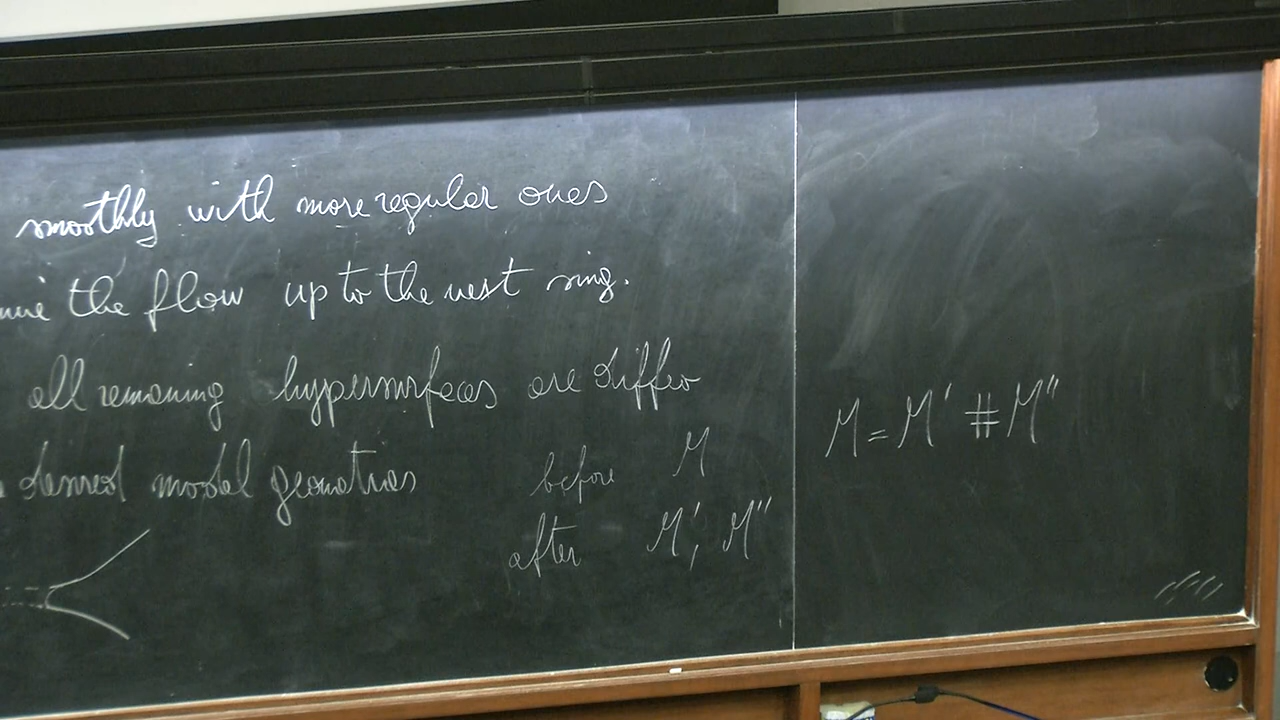 smoothly with more regular ones
the flow up to the next sing.
all remaining hypersurfaces are diffeo
desired model geometries
before M
after M', M''
M = M' # M''